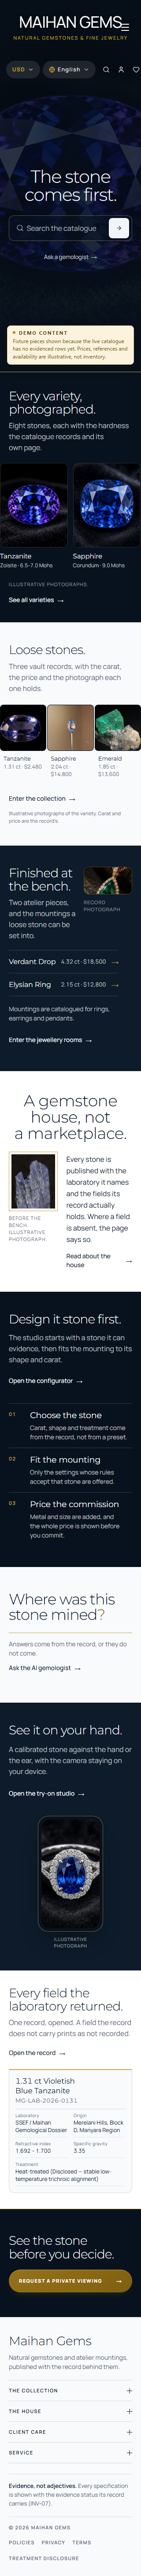 MAIHAN GEMS
NATURAL GEMSTONES & FINE JEWELRY
USD
English
The stone
comes first.
Search the catalogue
Ask a gemologist →
DEMO CONTENT
Fixture pieces shown because the live catalogue
has no evidenced rows yet. Prices, references and
availability are illustrative, not inventory.
Every variety,
photographed.
Eight stones, each with the hardness
the catalogue records and its
own page.
Tanzanite
Zoisite · 6.5-7.0 Mohs
Sapphire
Corundum · 9.0 Mohs
ILLUSTRATIVE PHOTOGRAPHS.
See all varieties →
Loose stones.
Three vault records, with the carat,
the price and the photograph each
one holds.
Tanzanite
1.31 ct · $2,480
Sapphire
2.04 ct ·
$14,800
Emerald
1.85 ct ·
$13,600
Enter the collection →
Illustrative photographs of the variety. Carat and
price are the record's.
Finished at
the bench.
Two atelier pieces,
and the mountings a
loose stone can be
set into.
RECORD
PHOTOGRAPH
Verdant Drop 4.32 ct · $18,500 →
Elysian Ring 2.15 ct · $12,800 →
Mountings are catalogued for rings,
earrings and pendants.
Enter the jewellery rooms →
A gemstone
house, not
a marketplace.
BEFORE THE
BENCH.
ILLUSTRATIVE
PHOTOGRAPH
Every stone is
published with the
laboratory it names
and the fields its
record actually
holds. Where a field
is absent, the page
says so.
Read about the
house →
Design it stone first.
The studio starts with a stone it can
evidence, then fits the mounting to its
shape and carat.
Open the configurator →
01 Choose the stone
Carat, shape and treatment come
from the record, not from a preset.
02 Fit the mounting
Only the settings whose rules
accept that stone are offered.
03 Price the commission
Metal and size are added, and
the whole price is shown before
you commit.
Where was this
stone mined?
Answers come from the record, or they do
not come.
Ask the AI gemologist →
See it on your hand.
A calibrated stone against the hand or
the ear, with the camera staying on
your device.
Open the try-on studio →
ILLUSTRATIVE
PHOTOGRAPH
Every field the
laboratory returned.
One record, opened. A field the record
does not carry prints as not recorded.
Open the record →
1.31 ct Violetish
Blue Tanzanite
MG-LAB-2026-0131
Laboratory
SSEF / Maihan
Gemological Dossier
Origin
Merelani Hills, Block
D, Manyara Region
Refractive index
1.692 – 1.700
Specific gravity
3.35
Treatment
Heat-treated (Disclosed — stable low-
temperature trichroic alignment)
See the stone
before you decide.
REQUEST A PRIVATE VIEWING →
Maihan Gems
Natural gemstones and atelier mountings,
published with the record behind them.
THE COLLECTION
THE HOUSE
CLIENT CARE
SERVICE
Evidence, not adjectives. Every specification
is shown with the evidence status its record
carries (INV-07).
© 2026 MAIHAN GEMS
POLICIES PRIVACY TERMS
TREATMENT DISCLOSURE